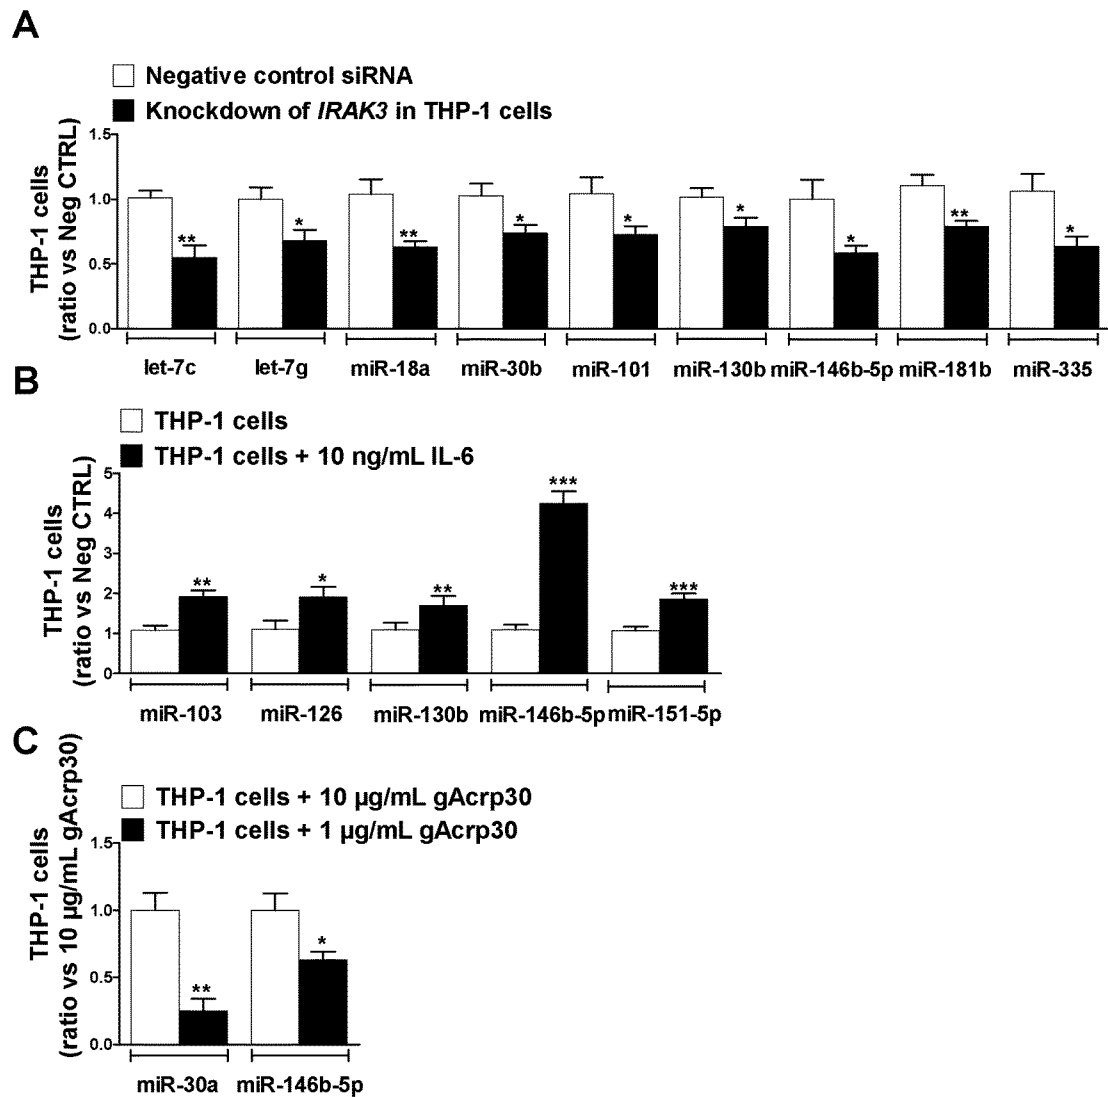 A
Negative control siRNA
Knockdown of IRAK3 in THP-1 cells
THP-1 cells
(ratio vs Neg CTRL)
1.5
1.0
0.5
0.0
** * ** * * * * ** *
let-7c let-7g miR-18a miR-30b miR-101 miR-130b miR-146b-5p miR-181b miR-335
B
THP-1 cells
THP-1 cells + 10 ng/mL IL-6
THP-1 cells
(ratio vs Neg CTRL)
5
4
3
2
1
0
** * ** *** ***
miR-103 miR-126 miR-130b miR-146b-5p miR-151-5p
C
THP-1 cells + 10 µg/mL gAcrp30
THP-1 cells + 1 µg/mL gAcrp30
THP-1 cells
(ratio vs 10 µg/mL gAcrp30)
1.5
1.0
0.5
0.0
** *
miR-30a miR-146b-5p